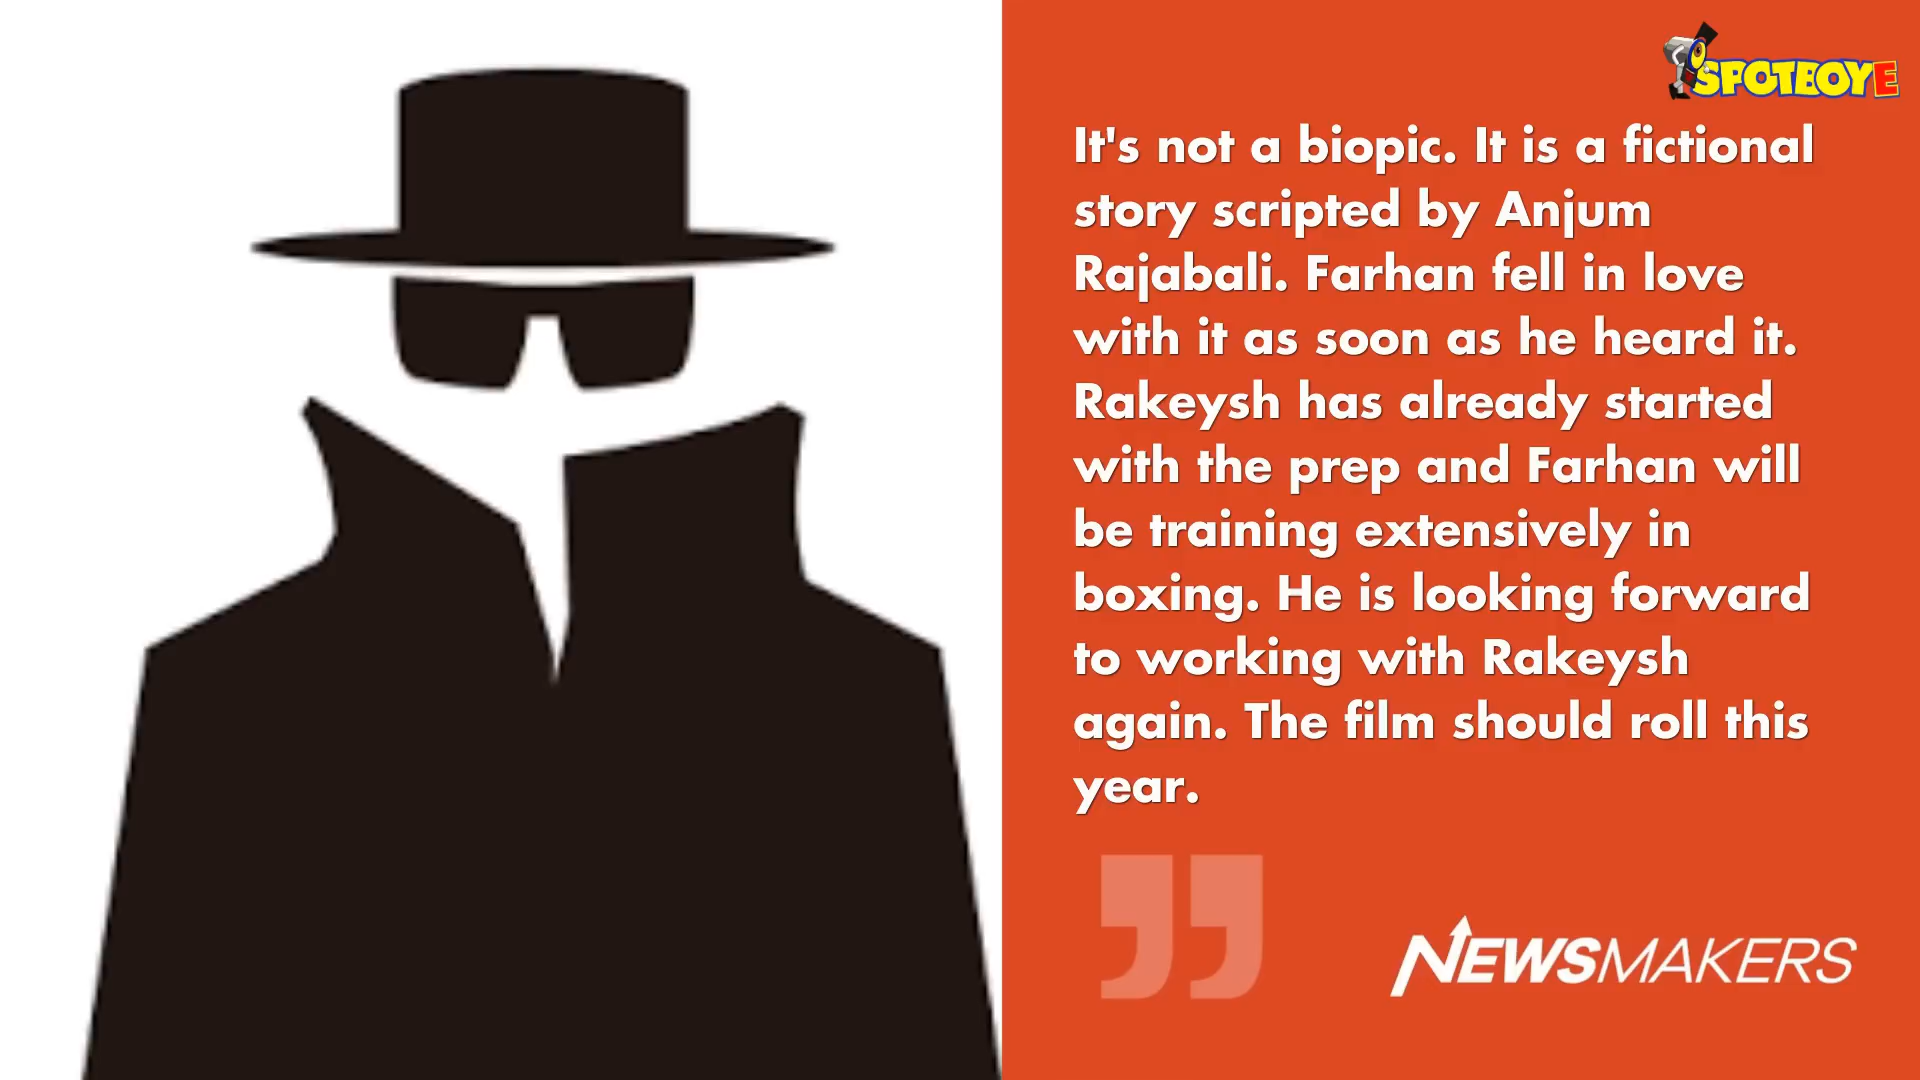 SPOTBOYE
It's not a biopic. It is a fictional
story scripted by Anjum
Rajabali. Farhan fell in love
with it as soon as he heard it.
Rakeysh has already started
with the prep and Farhan will
be training extensively in
boxing. He is looking forward
to working with Rakeysh
again. The film should roll this
year.
”
NEWSMAKERS